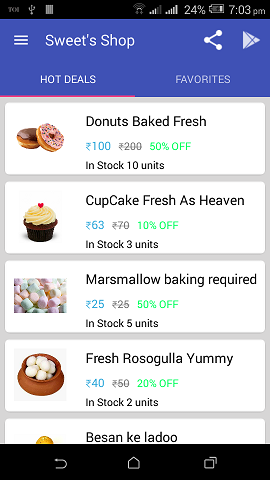 TOI 24% 7:03 pm
Sweet's Shop
HOT DEALS FAVORITES
Donuts Baked Fresh
₹100 ₹200 50% OFF
In Stock 10 units
CupCake Fresh As Heaven
₹63 ₹70 10% OFF
In Stock 3 units
Marsmallow baking required
₹25 ₹25 50% OFF
In Stock 5 units
Fresh Rosogulla Yummy
₹40 ₹50 20% OFF
In Stock 2 units
Besan ke ladoo